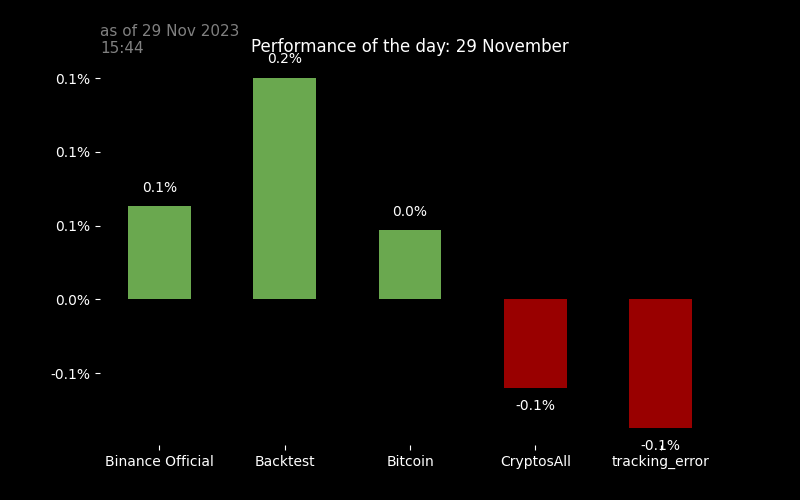 as of 29 Nov 2023
15:44
Performance of the day: 29 November
0.2%
0.1%
0.1%
0.1%
0.1%
0.0%
0.0%
-0.1%
-0.1%
-0.1%
Binance Official
Backtest
Bitcoin
CryptosAll
tracking_error